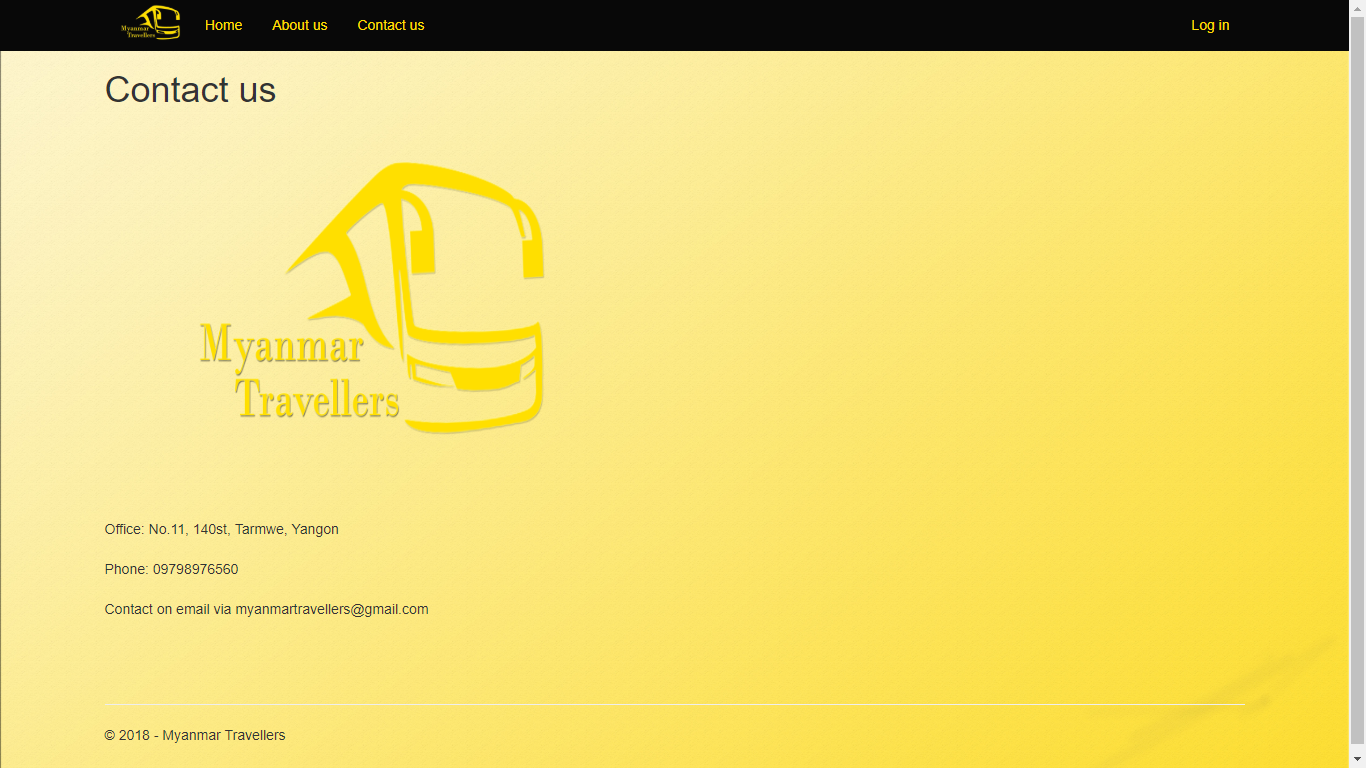 Myanmar
Travellers
Home
About us
Contact us
Log in
Contact us
Myanmar
Travellers
Office: No.11, 140st, Tarmwe, Yangon
Phone: 09798976560
Contact on email via myanmartravellers@gmail.com
© 2018 - Myanmar Travellers